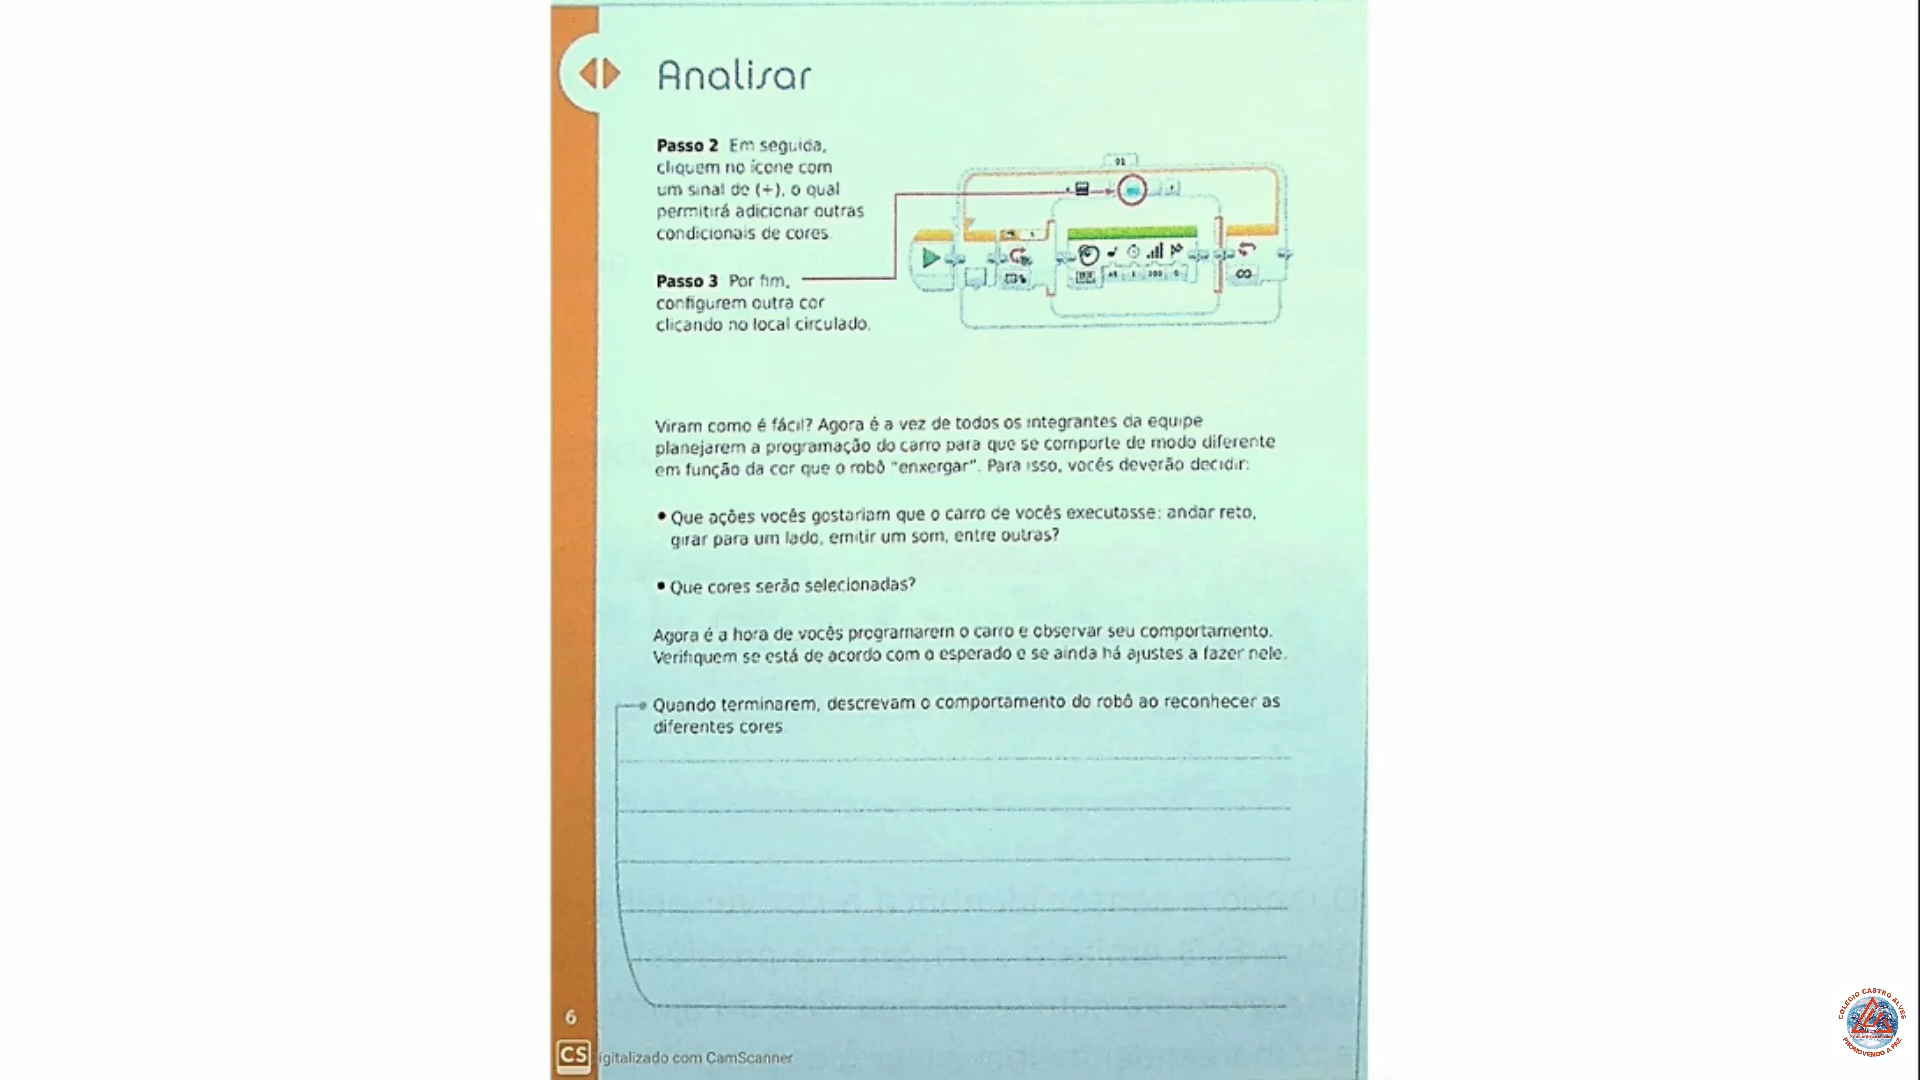 Analisar
Passo 2 Em seguida,
cliquem no ícone com
um sinal de (+), o qual
permitirá adicionar outras
condicionais de cores.
Passo 3 Por fim,
configurem outra cor
clicando no local circulado.
01
Viram como é fácil? Agora é a vez de todos os integrantes da equipe
planejarem a programação do carro para que se comporte de modo diferente
em função da cor que o robô "enxergar". Para isso, vocês deverão decidir:
• Que ações vocês gostariam que o carro de vocês executasse: andar reto,
girar para um lado, emitir um som, entre outras?
• Que cores serão selecionadas?
Agora é a hora de vocês programarem o carro e observar seu comportamento.
Verifiquem se está de acordo com o esperado e se ainda há ajustes a fazer nele.
Quando terminarem, descrevam o comportamento do robô ao reconhecer as
diferentes cores.
6
CS
igitalizado com CamScanner
COLÉGIO CASTRO ALVES
PROMOVENDO A PAZ